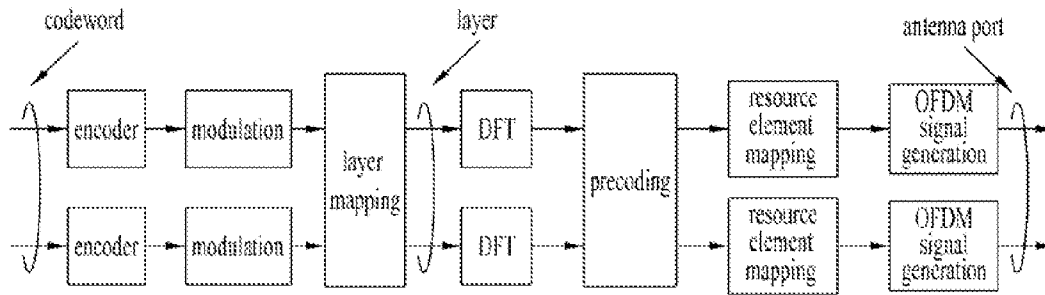 codeword
layer
antenna port
encoder
modulation
layer
mapping
DFT
precoding
resource
element
mapping
OFDM
signal
generation
encoder
modulation
DFT
resource
element
mapping
OFDM
signal
generation